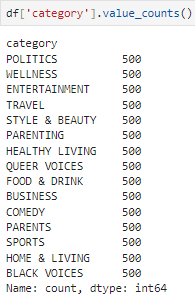 df['category'].value_counts()
category
POLITICS 500
WELLNESS 500
ENTERTAINMENT 500
TRAVEL 500
STYLE & BEAUTY 500
PARENTING 500
HEALTHY LIVING 500
QUEER VOICES 500
FOOD & DRINK 500
BUSINESS 500
COMEDY 500
PARENTS 500
SPORTS 500
HOME & LIVING 500
BLACK VOICES 500
Name: count, dtype: int64